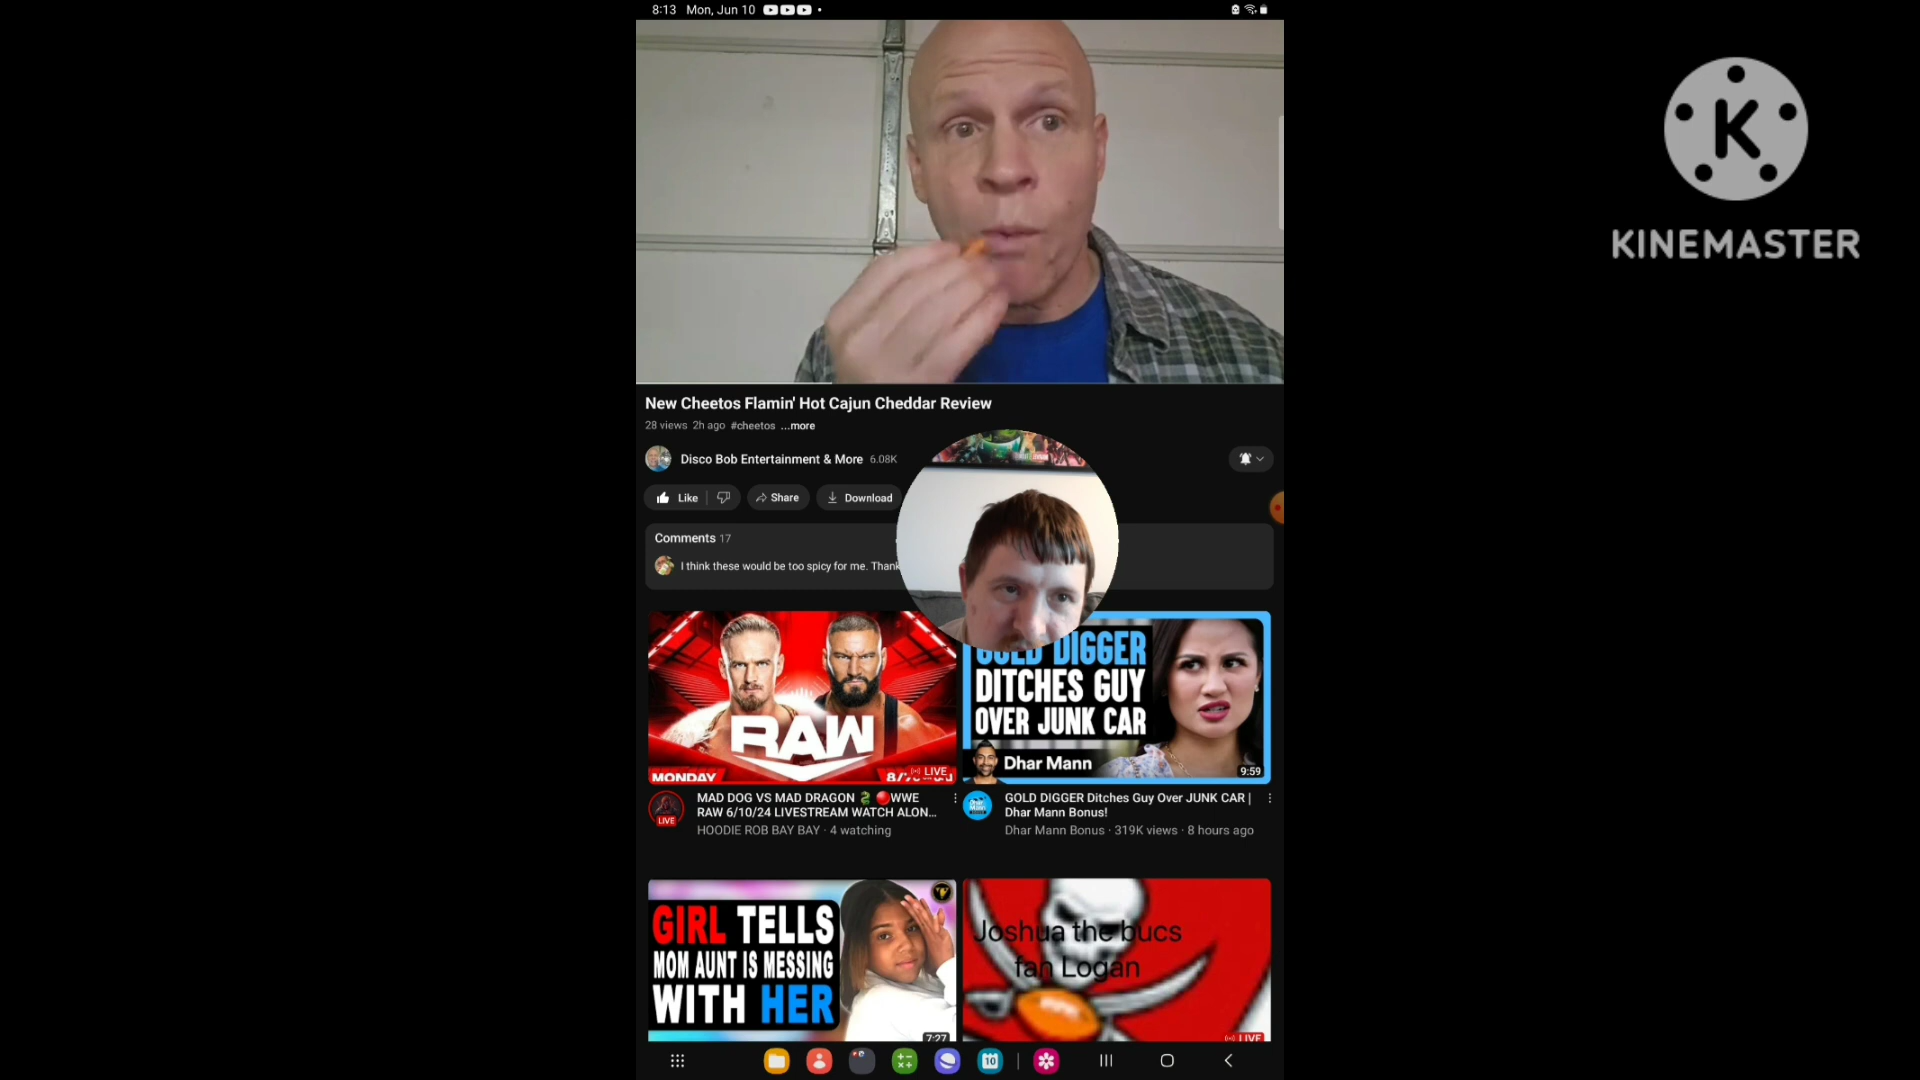 8:13 Mon, Jun 10
K
KINEMASTER
New Cheetos Flamin' Hot Cajun Cheddar Review
28 views 2h ago #cheetos ...more
Disco Bob Entertainment & More 6.08K
Like
Share
Download
Comments 17
I think these would be too spicy for me. Thank
RAW
MONDAY
LIVE
GOLD DIGGER
DITCHES GUY
OVER JUNK CAR
Dhar Mann
9:59
LIVE
MAD DOG VS MAD DRAGON 🐉 🔴WWE
RAW 6/10/24 LIVESTREAM WATCH ALON...
HOODIE ROB BAY BAY · 4 watching
GOLD DIGGER Ditches Guy Over JUNK CAR |
Dhar Mann Bonus!
Dhar Mann Bonus · 319K views · 8 hours ago
GIRL TELLS
MOM AUNT IS MESSING
WITH HER
7:27
Joshua the bucs
fan Logan
LIVE
10